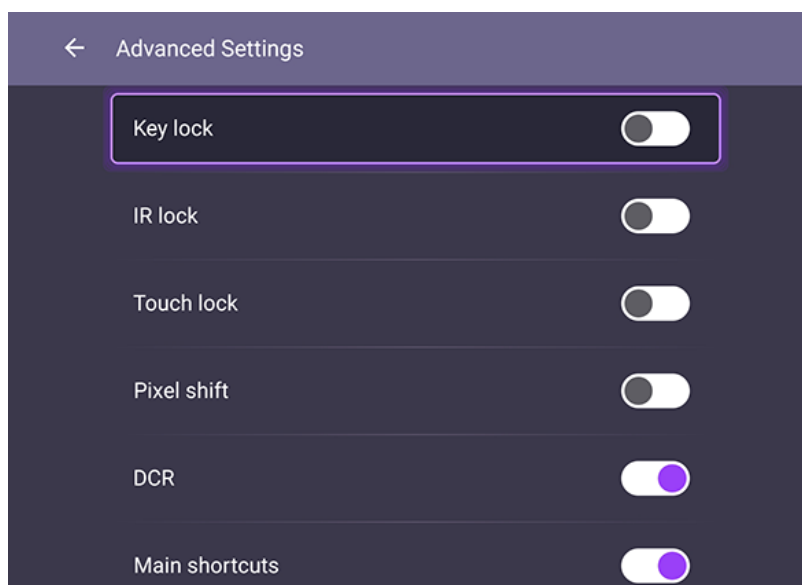 Advanced Settings
Key lock
IR lock
Touch lock
Pixel shift
DCR
Main shortcuts